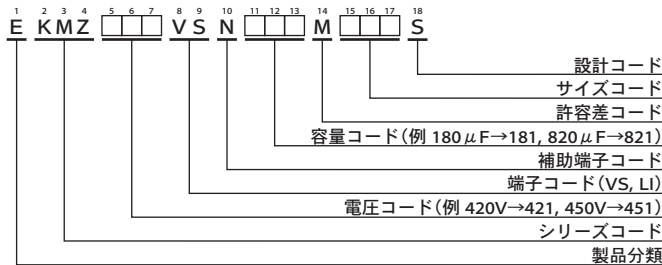 1 2 3 4 5 6 7 8 9 10 11 12 13 14 15 16 17 18
E KMZ □□□ VS N □□□ M □□□ S
設計コード
サイズコード
許容差コード
容量コード(例 180μF→181, 820μF→821)
補助端子コード
端子コード(VS, LI)
電圧コード(例 420V→421, 450V→451)
シリーズコード
製品分類